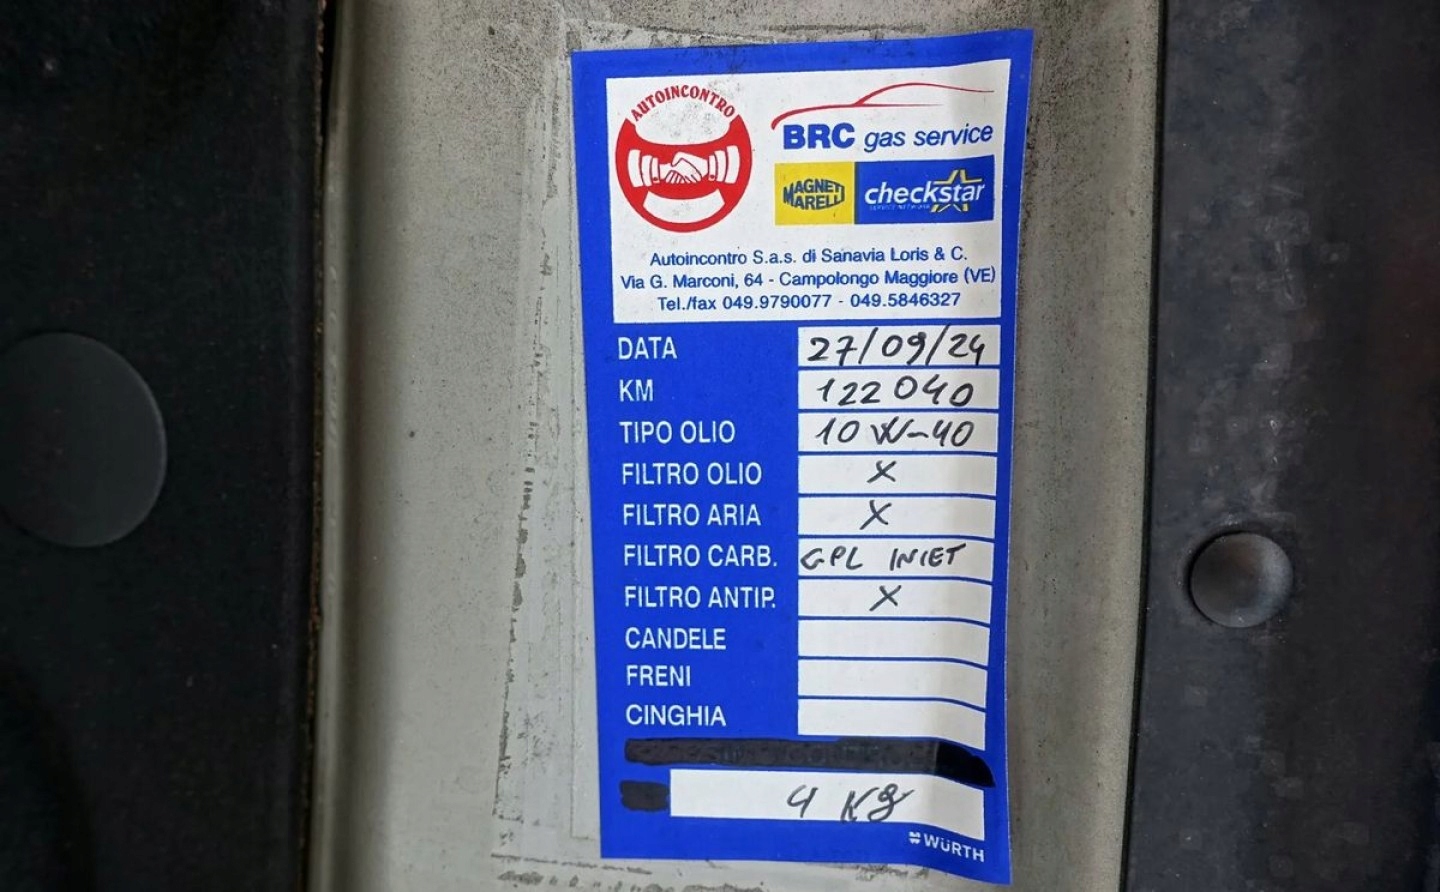 AUTOINCONTRO
BRC gas service
MAGNETI MARELLI checkstar
Autoincontro S.a.s. di Sanavia Loris & C.
Via G. Marconi, 64 - Campolongo Maggiore (VE)
Tel./fax 049.9790077 - 049.5846327
DATA 27/09/24
KM 122040
TIPO OLIO 10W-40
FILTRO OLIO X
FILTRO ARIA X
FILTRO CARB. GPL INLET
FILTRO ANTIP. X
CANDELE
FRENI
CINGHIA
4 Kg
WÜRTH